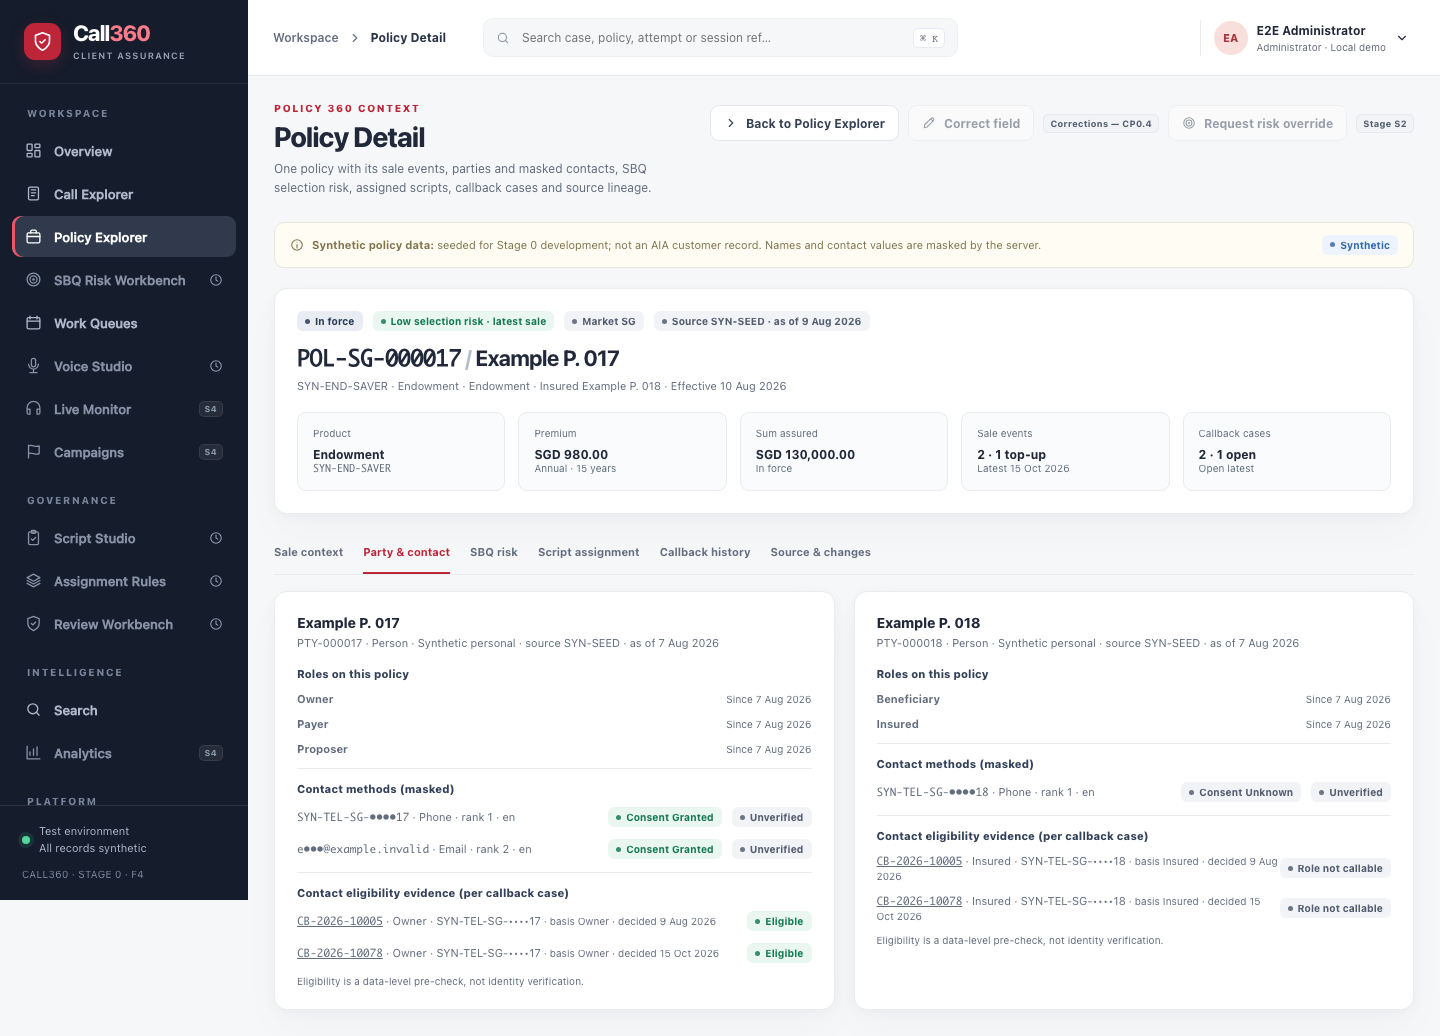 Call360
CLIENT ASSURANCE
WORKSPACE
Overview
Call Explorer
Policy Explorer
SBQ Risk Workbench
Work Queues
Voice Studio
Live Monitor S4
Campaigns S4
GOVERNANCE
Script Studio
Assignment Rules
Review Workbench
INTELLIGENCE
Search
Analytics S4
PLATFORM
Test environment
All records synthetic
CALL360 · STAGE 0 · F4
Workspace > Policy Detail
Search case, policy, attempt or session ref...
⌘ K
EA
E2E Administrator
Administrator · Local demo
POLICY 360 CONTEXT
Policy Detail
One policy with its sale events, parties and masked contacts, SBQ
selection risk, assigned scripts, callback cases and source lineage.
Back to Policy Explorer
Correct field
Corrections — CP0.4
Request risk override
Stage S2
Synthetic policy data: seeded for Stage 0 development; not an AIA customer record. Names and contact values are masked by the server.
Synthetic
In force
Low selection risk · latest sale
Market SG
Source SYN-SEED · as of 9 Aug 2026
POL-SG-000017 / Example P. 017
SYN-END-SAVER · Endowment · Endowment · Insured Example P. 018 · Effective 10 Aug 2026
Product
Endowment
SYN-END-SAVER
Premium
SGD 980.00
Annual · 15 years
Sum assured
SGD 130,000.00
In force
Sale events
2 · 1 top-up
Latest 15 Oct 2026
Callback cases
2 · 1 open
Open latest
Sale context
Party & contact
SBQ risk
Script assignment
Callback history
Source & changes
Example P. 017
PTY-000017 · Person · Synthetic personal · source SYN-SEED · as of 7 Aug 2026
Roles on this policy
Owner Since 7 Aug 2026
Payer Since 7 Aug 2026
Proposer Since 7 Aug 2026
Contact methods (masked)
SYN-TEL-SG-●●●●17 · Phone · rank 1 · en Consent Granted Unverified
e●●●@example.invalid · Email · rank 2 · en Consent Granted Unverified
Contact eligibility evidence (per callback case)
CB-2026-10005 · Owner · SYN-TEL-SG-••••17 · basis Owner · decided 9 Aug 2026 Eligible
CB-2026-10078 · Owner · SYN-TEL-SG-••••17 · basis Owner · decided 15 Oct 2026 Eligible
Eligibility is a data-level pre-check, not identity verification.
Example P. 018
PTY-000018 · Person · Synthetic personal · source SYN-SEED · as of 7 Aug 2026
Roles on this policy
Beneficiary Since 7 Aug 2026
Insured Since 7 Aug 2026
Contact methods (masked)
SYN-TEL-SG-●●●●18 · Phone · rank 1 · en Consent Unknown Unverified
Contact eligibility evidence (per callback case)
CB-2026-10005 · Insured · SYN-TEL-SG-••••18 · basis Insured · decided 9 Aug
2026
Role not callable
CB-2026-10078 · Insured · SYN-TEL-SG-••••18 · basis Insured · decided 15
Oct 2026
Role not callable
Eligibility is a data-level pre-check, not identity verification.